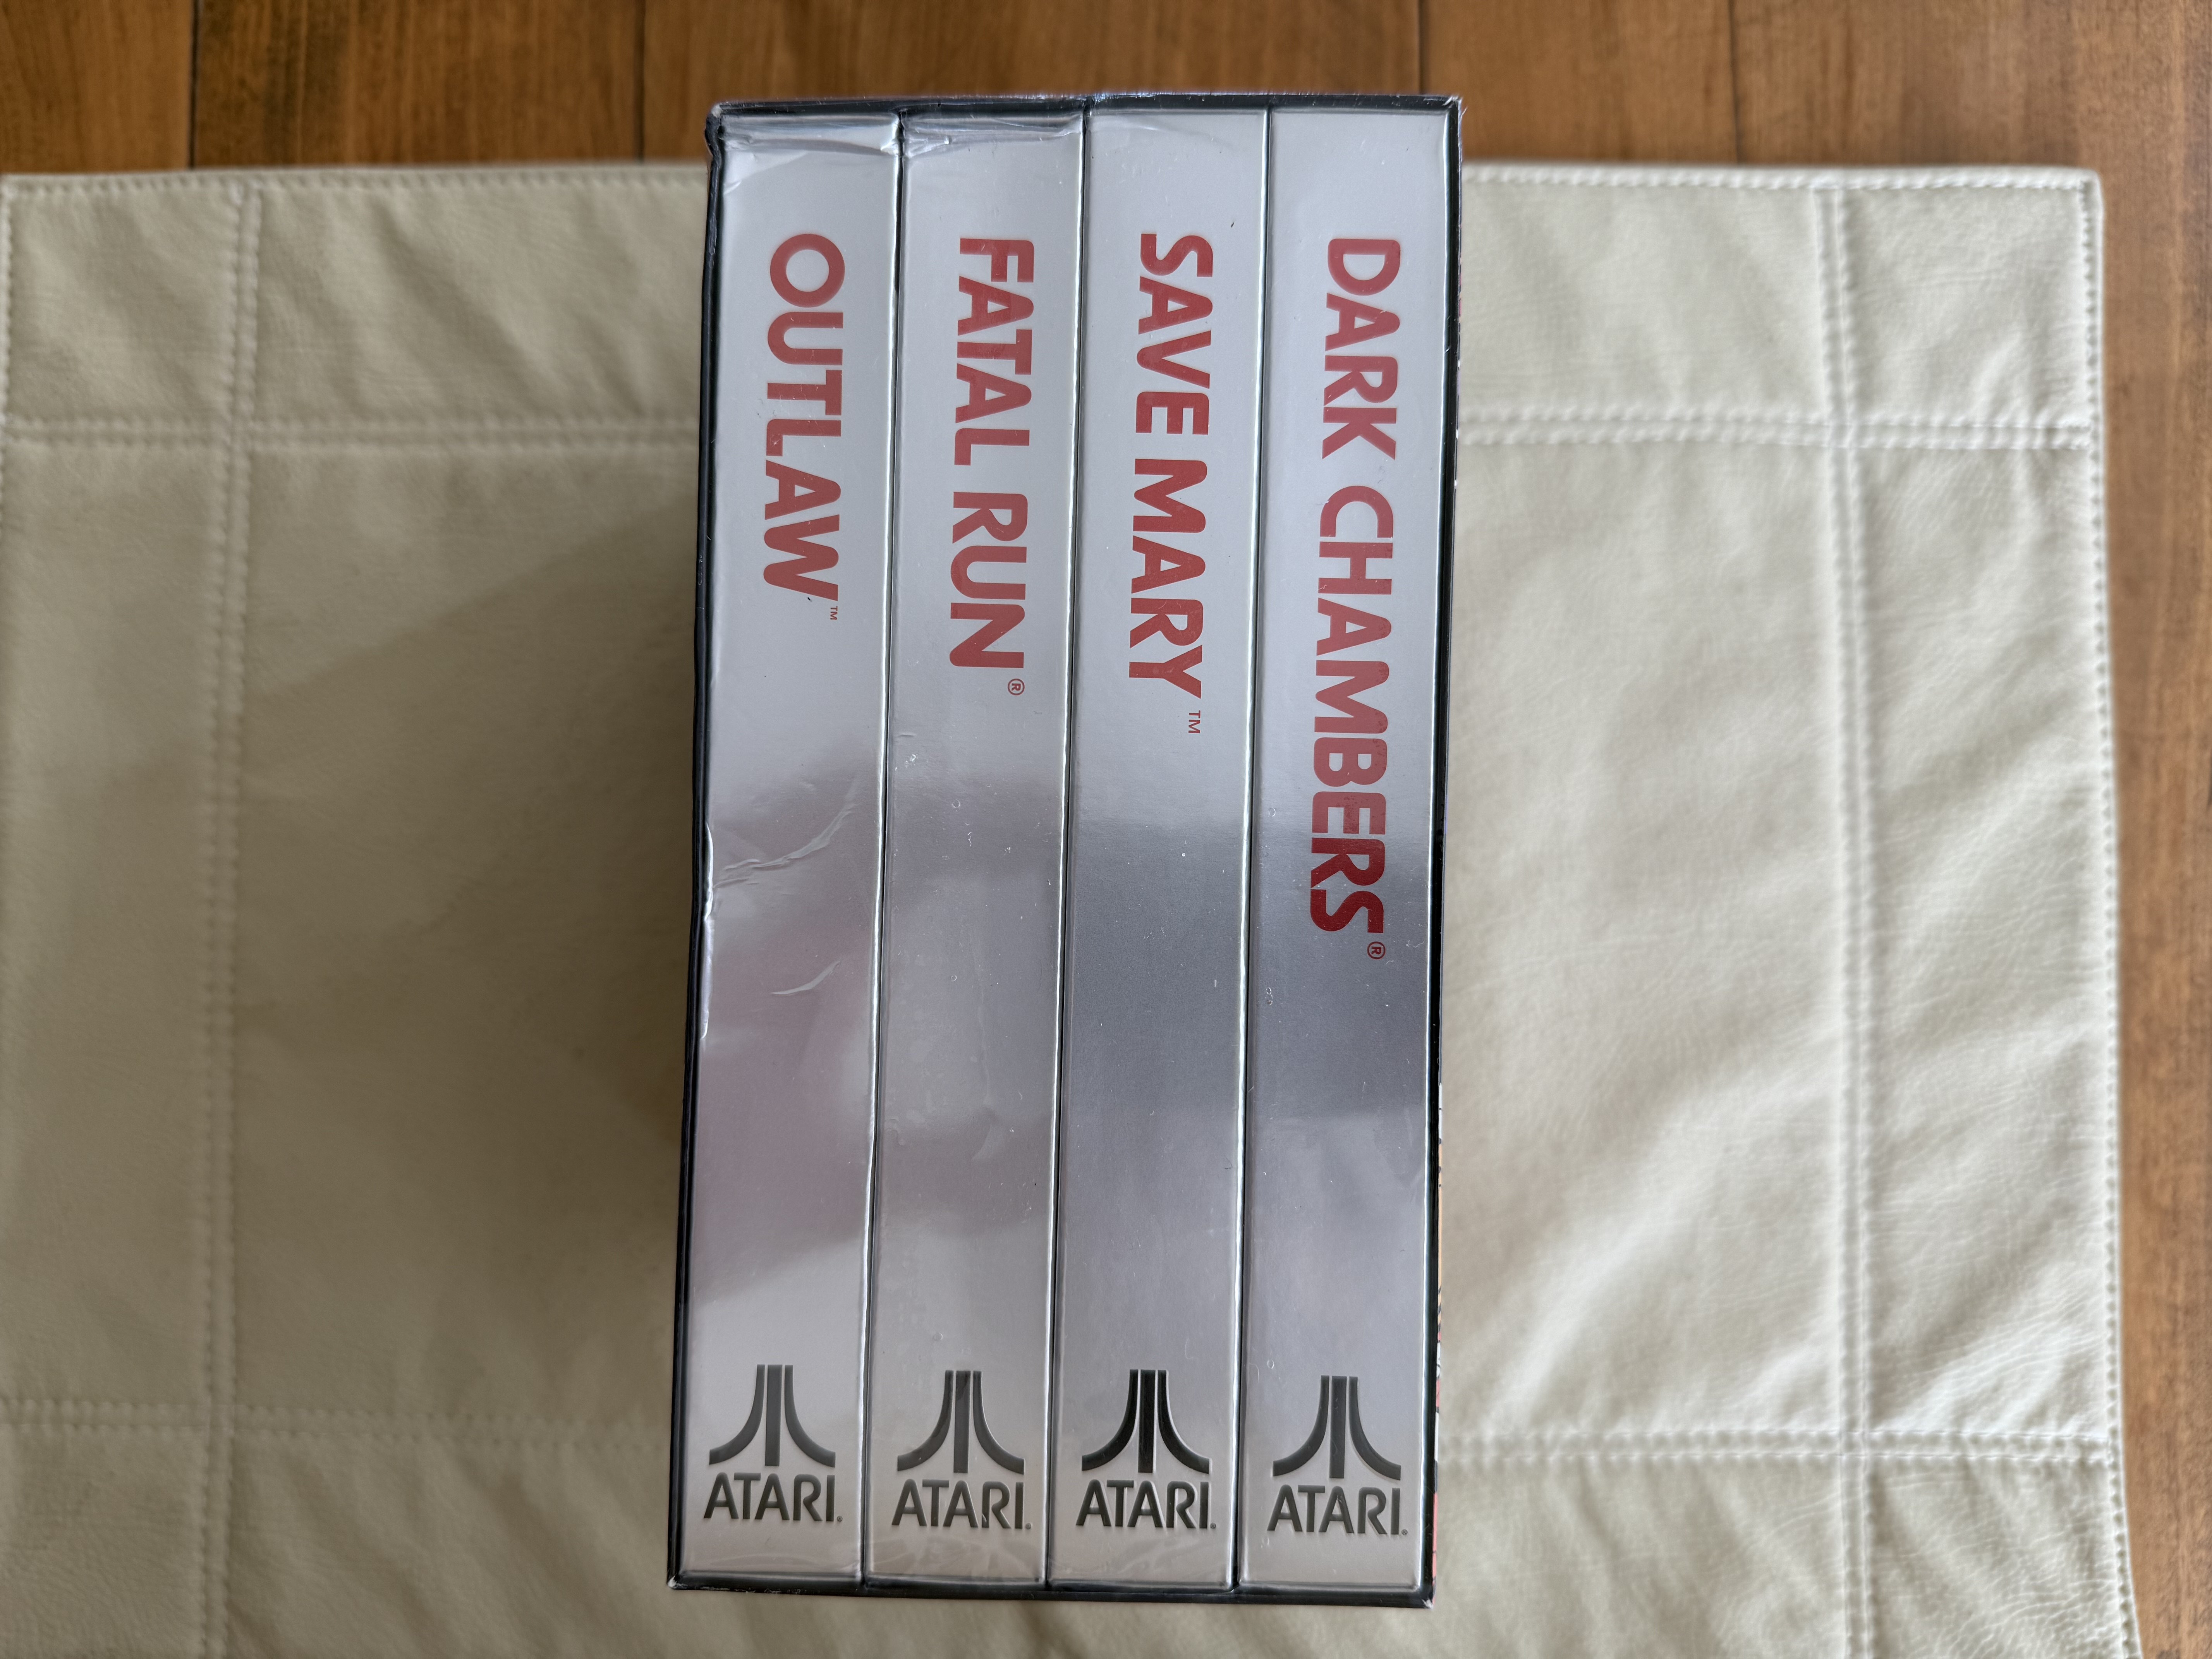 OUTLAW™
FATAL RUN®
SAVE MARY™
DARK CHAMBERS®
ATARI®
ATARI®
ATARI®
ATARI®